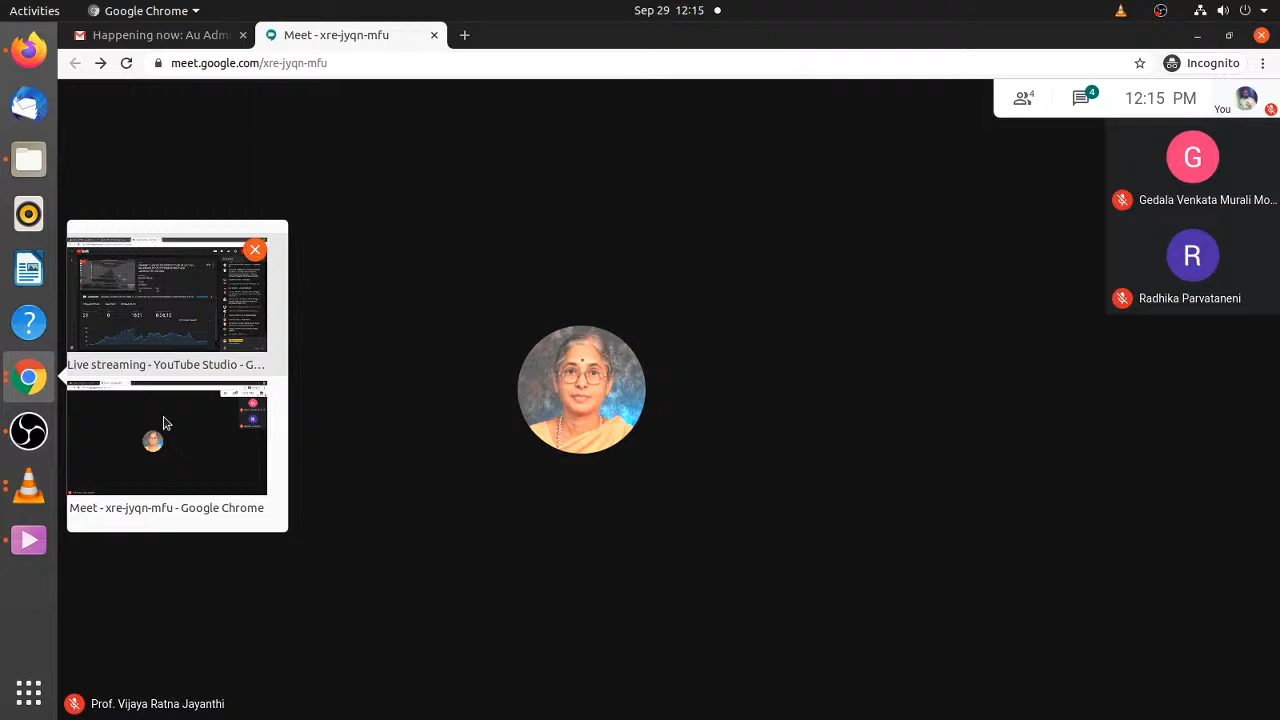 Activities
Google Chrome
Sep 29 12:15
Happening now: Au Adm
Meet - xre-jyqn-mfu
meet.google.com/xre-jyqn-mfu
Incognito
4
4
12:15 PM
You
G
Gedala Venkata Murali Mo...
R
Radhika Parvataneni
Live streaming - YouTube Studio - G...
Meet - xre-jyqn-mfu - Google Chrome
Prof. Vijaya Ratna Jayanthi